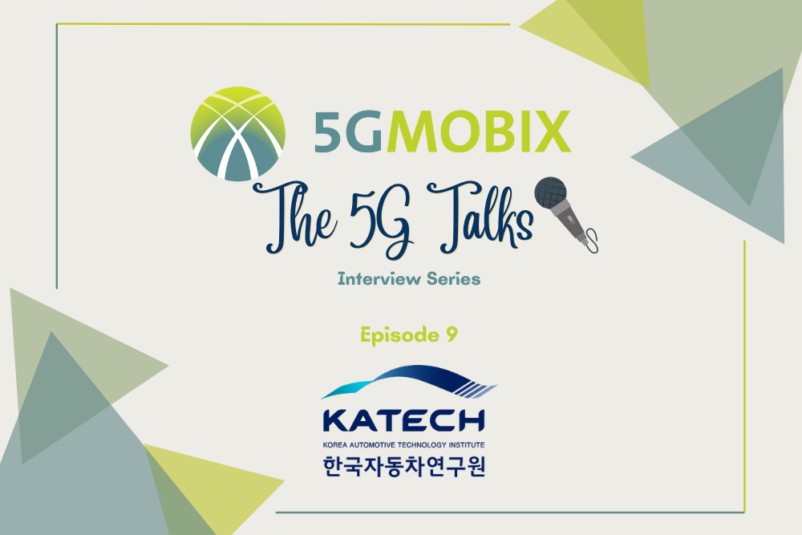 5GMOBIX
The 5G Talks
Interview Series
Episode 9
KATECH
KOREA AUTOMOTIVE TECHNOLOGY INSTITUTE
한국자동차연구원